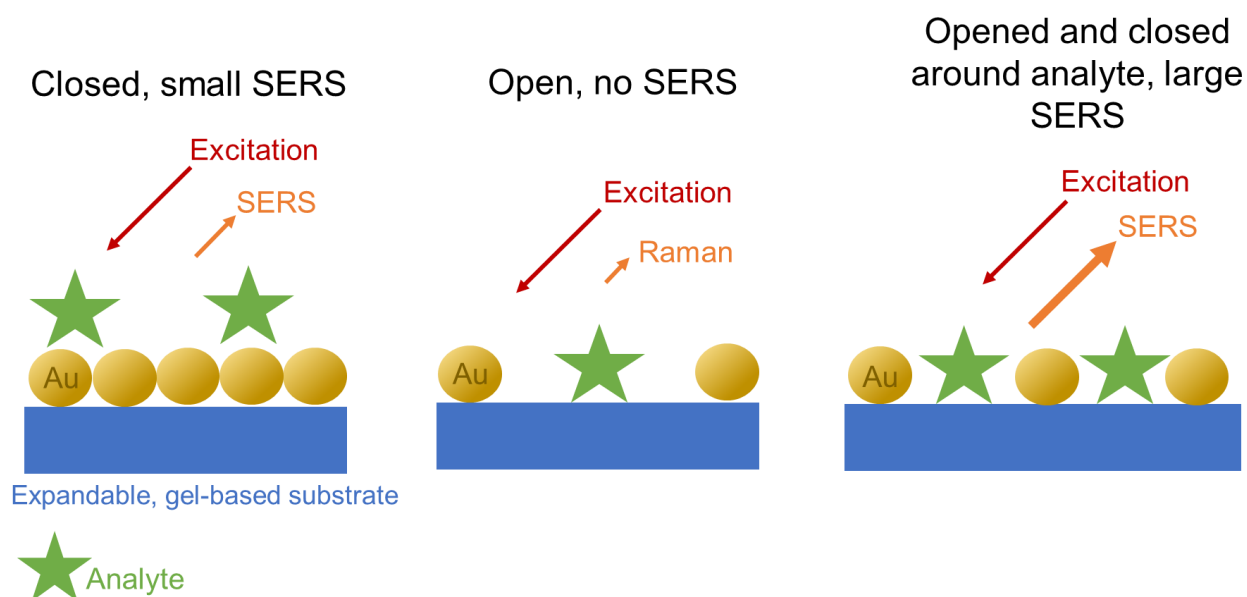 Closed, small SERS
Excitation
SERS
Au
Expandable, gel-based substrate
Analyte
Open, no SERS
Excitation
Raman
Au
Opened and closed
around analyte, large
SERS
Excitation
SERS
Au